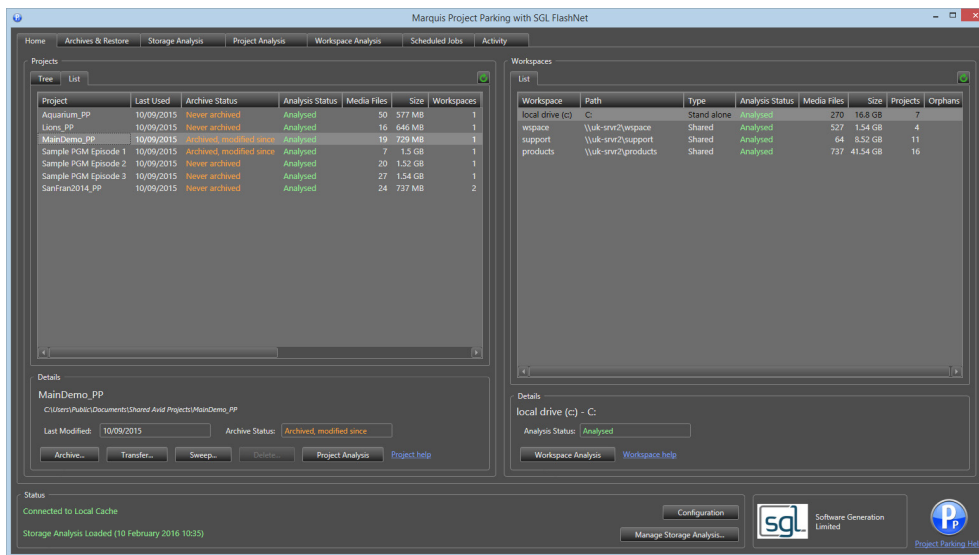 Marquis Project Parking with SGL FlashNet
Home Archives & Restore Storage Analysis Project Analysis Workspace Analysis Scheduled Jobs Activity
Projects
Tree List
Project Last Used Archive Status Analysis Status Media Files Size Workspaces
Aquarium_PP 10/09/2015 Never archived Analysed 50 577 MB 1
Lions_PP 10/09/2015 Never archived Analysed 16 646 MB 1
MainDemo_PP 10/09/2015 Archived, modified since Analysed 19 729 MB 1
Sample PGM Episode 1 10/09/2015 Archived, modified since Analysed 7 1.5 GB 1
Sample PGM Episode 2 10/09/2015 Never archived Analysed 20 1.52 GB 1
Sample PGM Episode 3 10/09/2015 Never archived Analysed 27 1.54 GB 1
SanFran2014_PP 10/09/2015 Never archived Analysed 24 737 MB 2
Details
MainDemo_PP
C:\Users\Public\Documents\Shared Avid Projects\MainDemo_PP
Last Modified: 10/09/2015 Archive Status: Archived, modified since
Archive... Transfer... Sweep... Delete... Project Analysis Project help
Workspaces
List
Workspace Path Type Analysis Status Media Files Size Projects Orphans
local drive (c:) C: Stand alone Analysed 270 16.8 GB 7
wspace \\uk-srvr2\wspace Shared Analysed 527 1.54 GB 4
support \\uk-srvr2\support Shared Analysed 64 8.52 GB 11
products \\uk-srvr2\products Shared Analysed 737 41.54 GB 16
Details
local drive (c:) - C:
Analysis Status: Analysed
Workspace Analysis Workspace help
Status
Connected to Local Cache
Storage Analysis Loaded (10 February 2016 10:35)
Configuration
Manage Storage Analysis...
sgl
Software Generation
Limited
Pp
Project Parking Hel